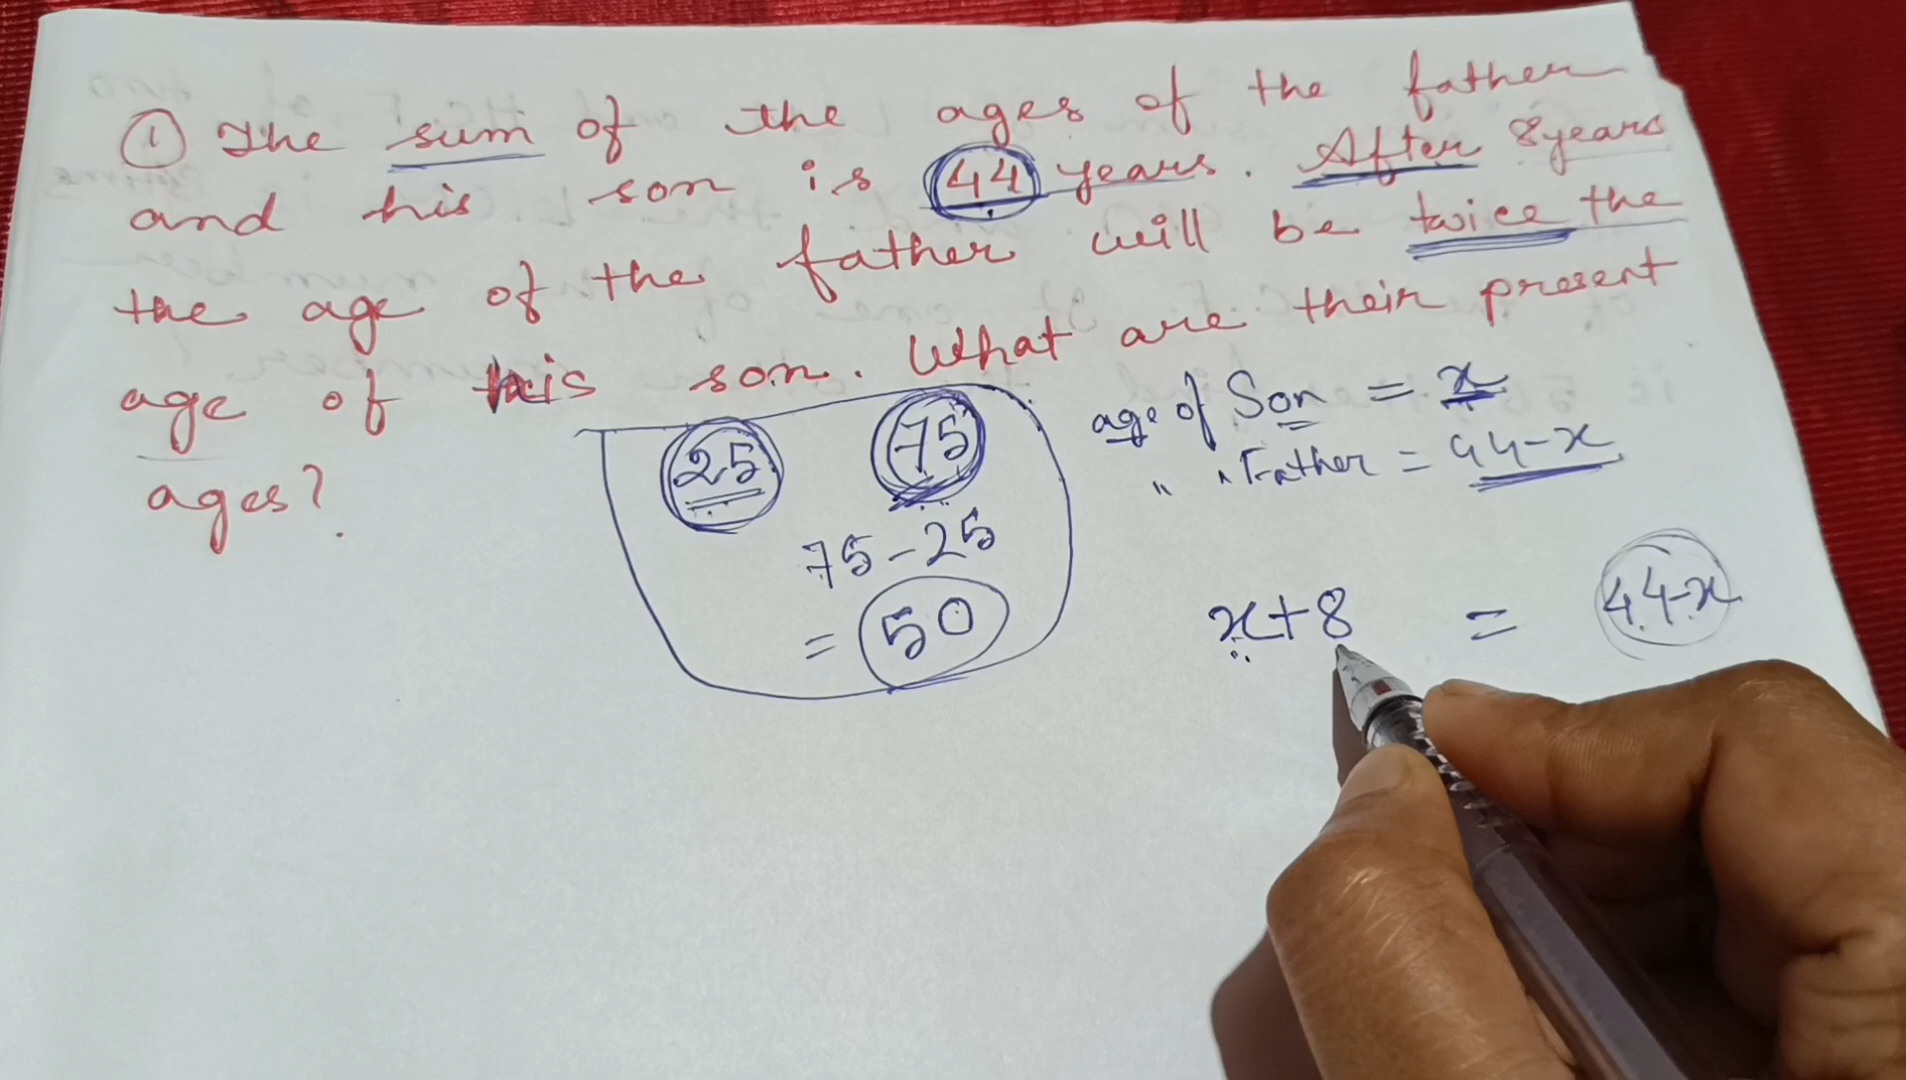 ① The sum of the ages of the father
and his son is 44 years. After 8 years
the age of the father will be twice the
age of his son. What are their present
ages?
25 75
75-25
= 50
age of Son = x
" " Father = 44-x
x+8 = 44-x